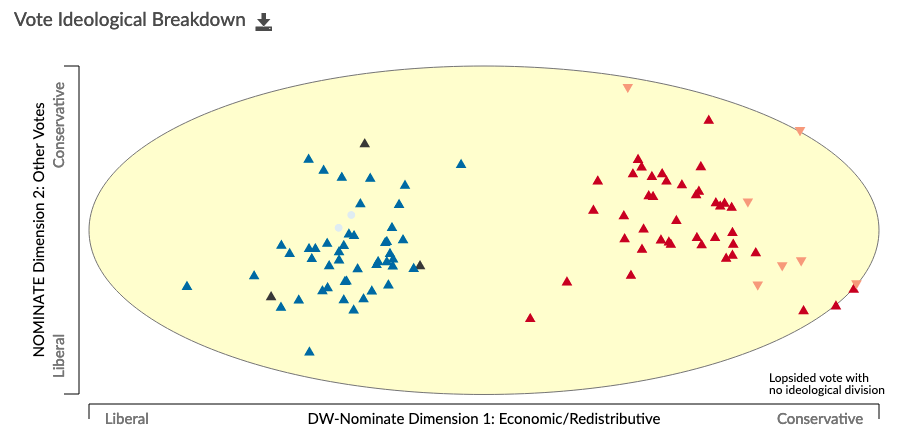 Vote Ideological Breakdown
NOMINATE Dimension 2: Other Votes
Conservative
Liberal
Lopsided vote with
no ideological division
Liberal
DW-Nominate Dimension 1: Economic/Redistributive
Conservative